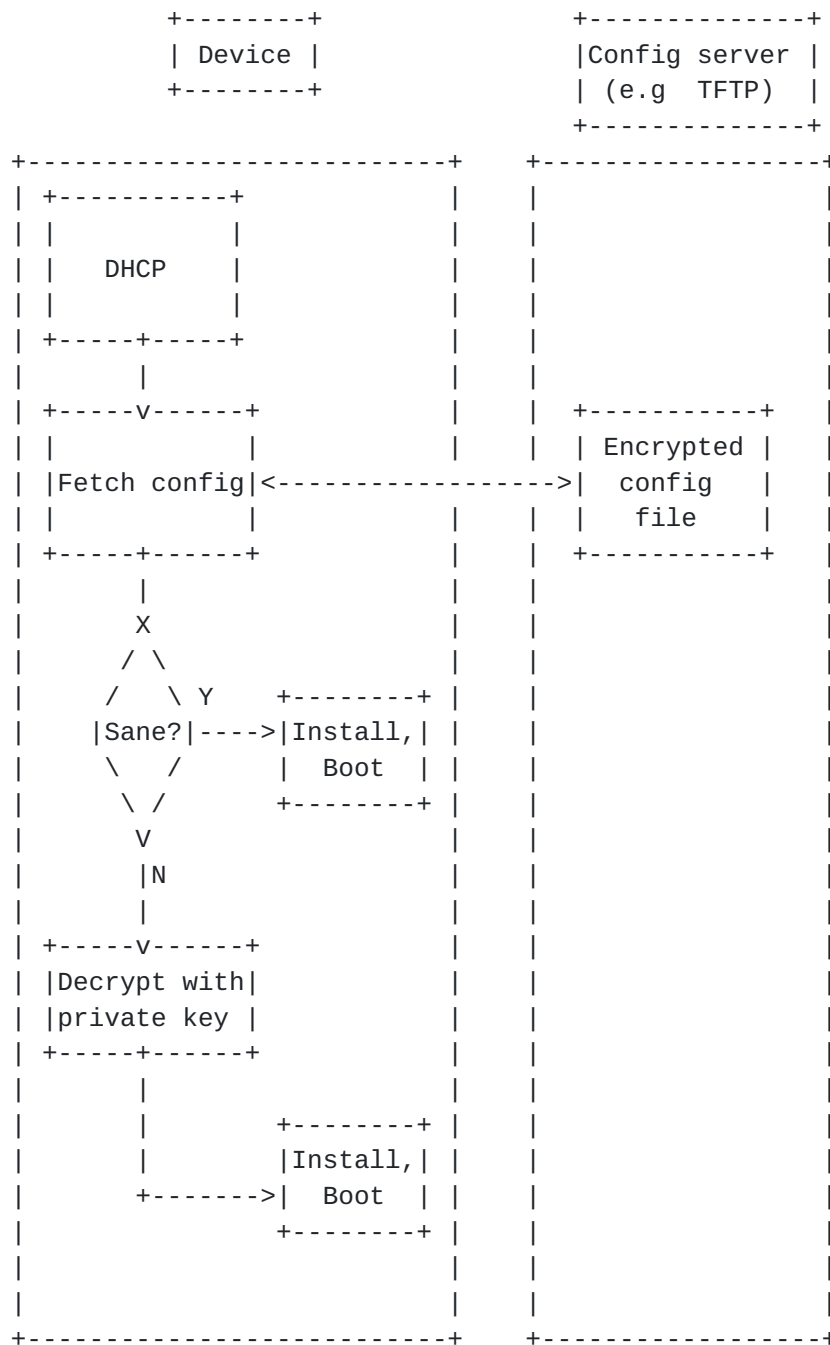 Device
Config server
(e.g TFTP)
DHCP
Encrypted
Fetch config
config
file
Y
Sane?
Install,
Boot
N
Decrypt with
private key
Install,
Boot